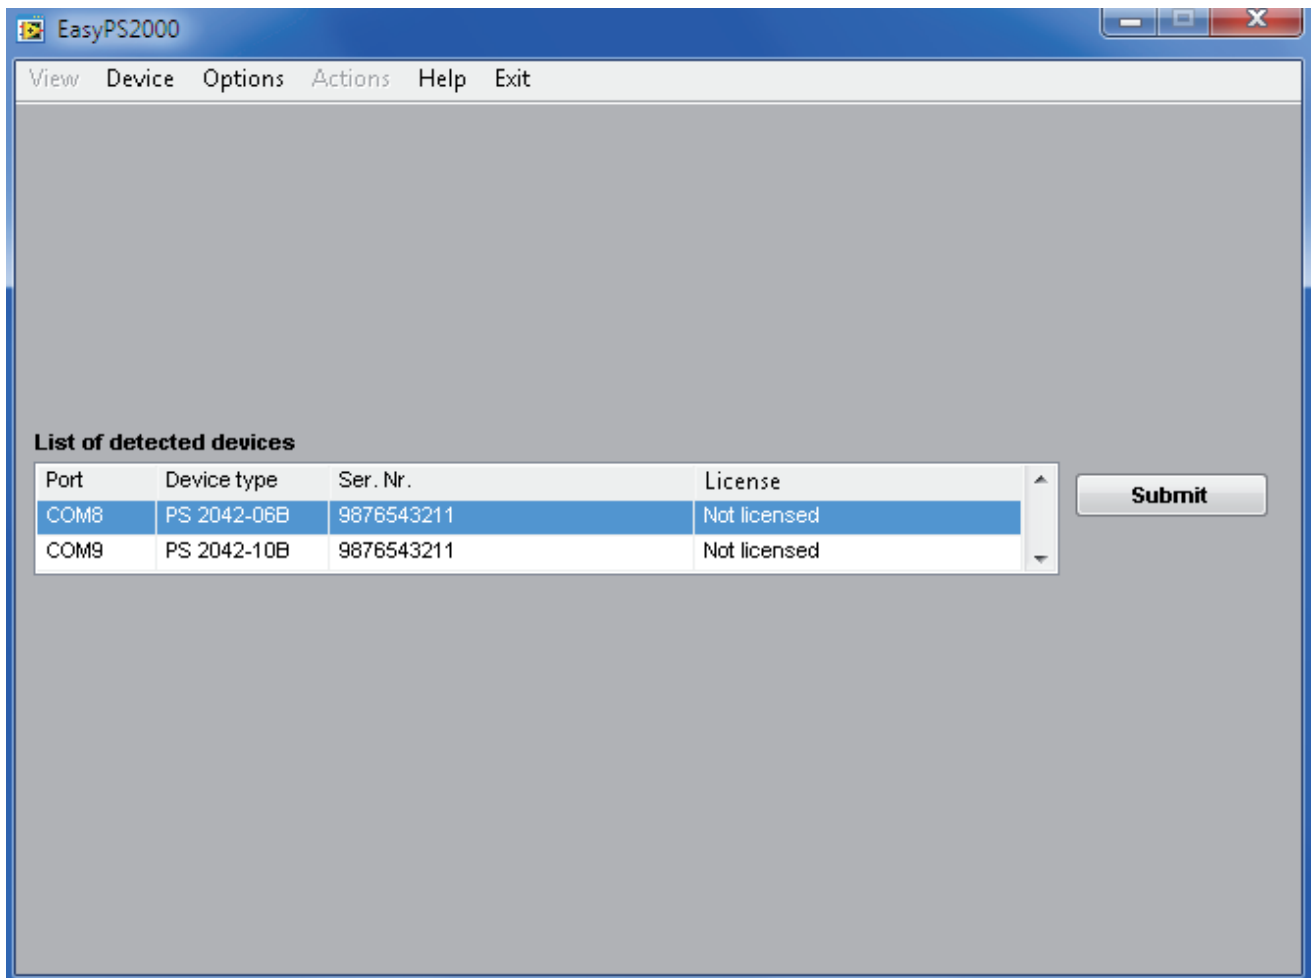 EasyPS2000
View Device Options Actions Help Exit
List of detected devices
Port Device type Ser. Nr. License
Submit
COM8 PS 2042-06B 9876543211 Not licensed
COM9 PS 2042-10B 9876543211 Not licensed